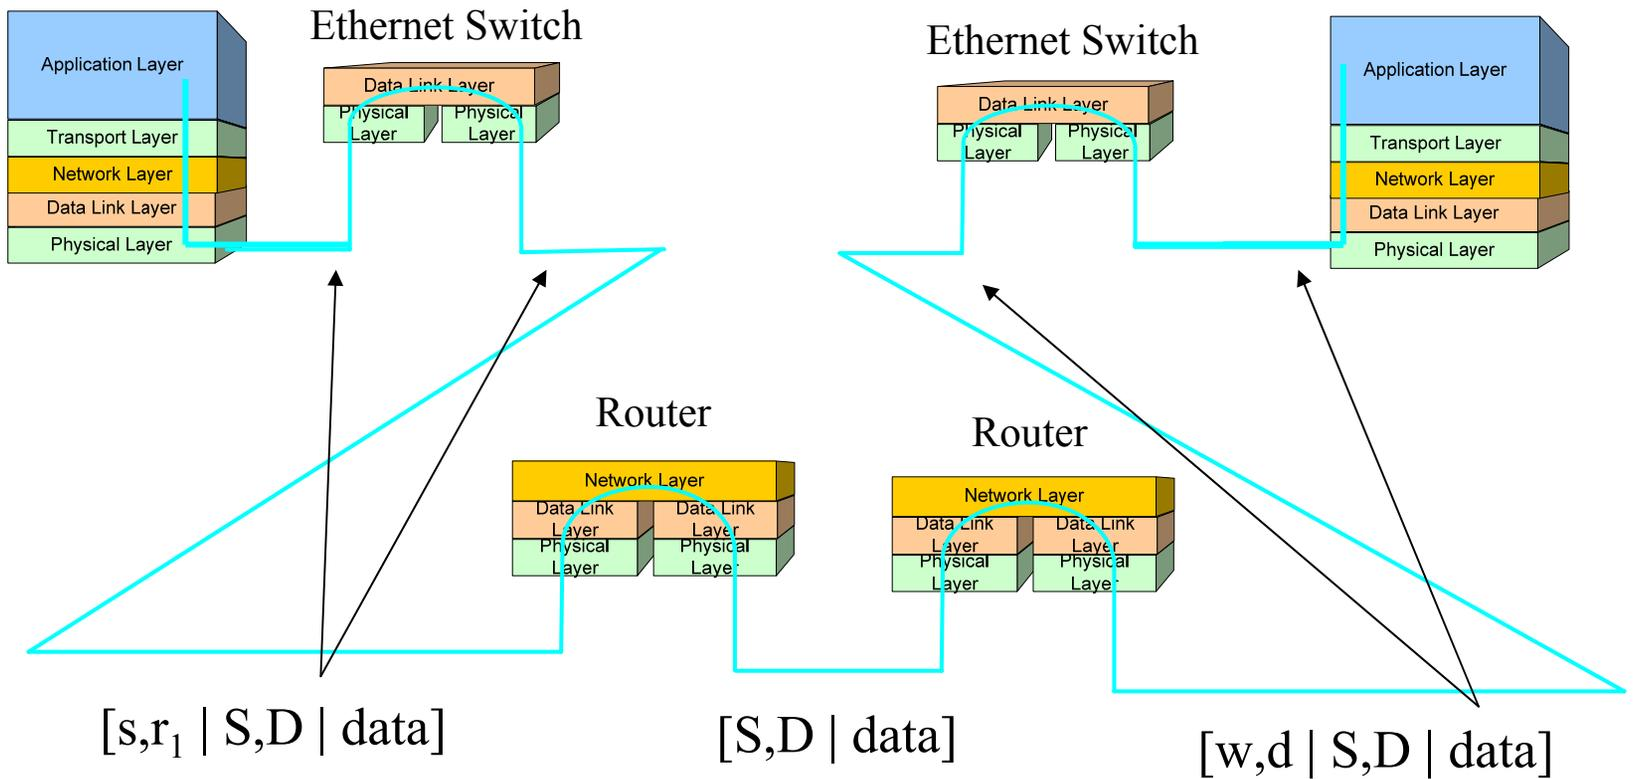 Ethernet Switch
Ethernet Switch
Application Layer
Transport Layer
Network Layer
Data Link Layer
Physical Layer
Data Link Layer
Physical
Layer
Physical
Layer
Data Link Layer
Physical
Layer
Physical
Layer
Application Layer
Transport Layer
Network Layer
Data Link Layer
Physical Layer
Router
Network Layer
Data Link
Layer
Data Link
Layer
Physical
Layer
Physical
Layer
Router
Network Layer
Data Link
Layer
Data Link
Layer
Physical
Layer
Physical
Layer
[s,r₁ | S,D | data]
[S,D | data]
[w,d | S,D | data]